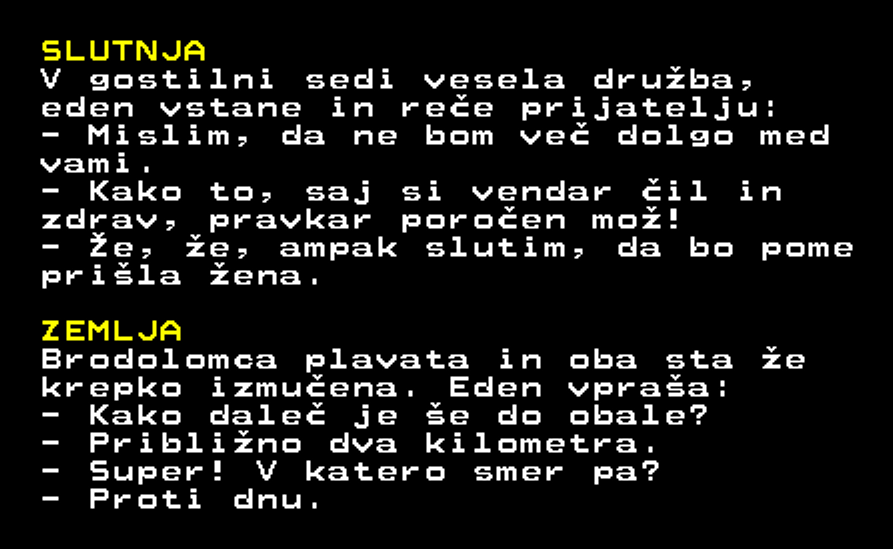 SLUTNJA
V gostilni sedi vesela družba,
eden vstane in reče prijatelju:
- Mislim, da ne bom več dolgo med
vami.
- Kako to, saj si vendar čil in
zdrav, pravkar poročen mož!
- Že, že, ampak slutim, da bo pome
prišla žena.
ZEMLJA
Brodolomca plavata in oba sta že
krepko izmučena. Eden vpraša:
- Kako daleč je še do obale?
- Približno dva kilometra.
- Super! V katero smer pa?
- Proti dnu.